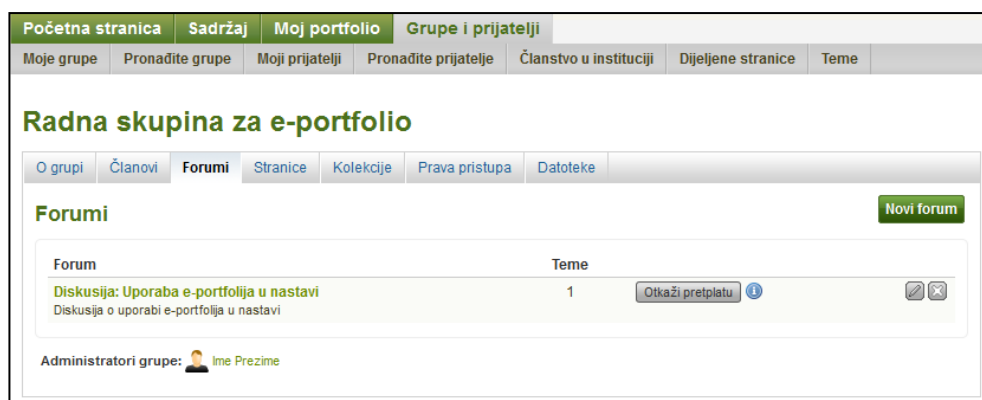 Početna stranica Sadržaj Moj portfolio Grupe i prijatelji
Moje grupe Pronađite grupe Moji prijatelji Pronađite prijatelje Članstvo u instituciji Dijeljene stranice Teme
Radna skupina za e-portfolio
O grupi Članovi Forumi Stranice Kolekcije Prava pristupa Datoteke
Forumi Novi forum
Forum Teme
Diskusija: Uporaba e-portfolija u nastavi 1 Otkaži pretplatu
Diskusija o uporabi e-portfolija u nastavi
Administratori grupe: Ime Prezime